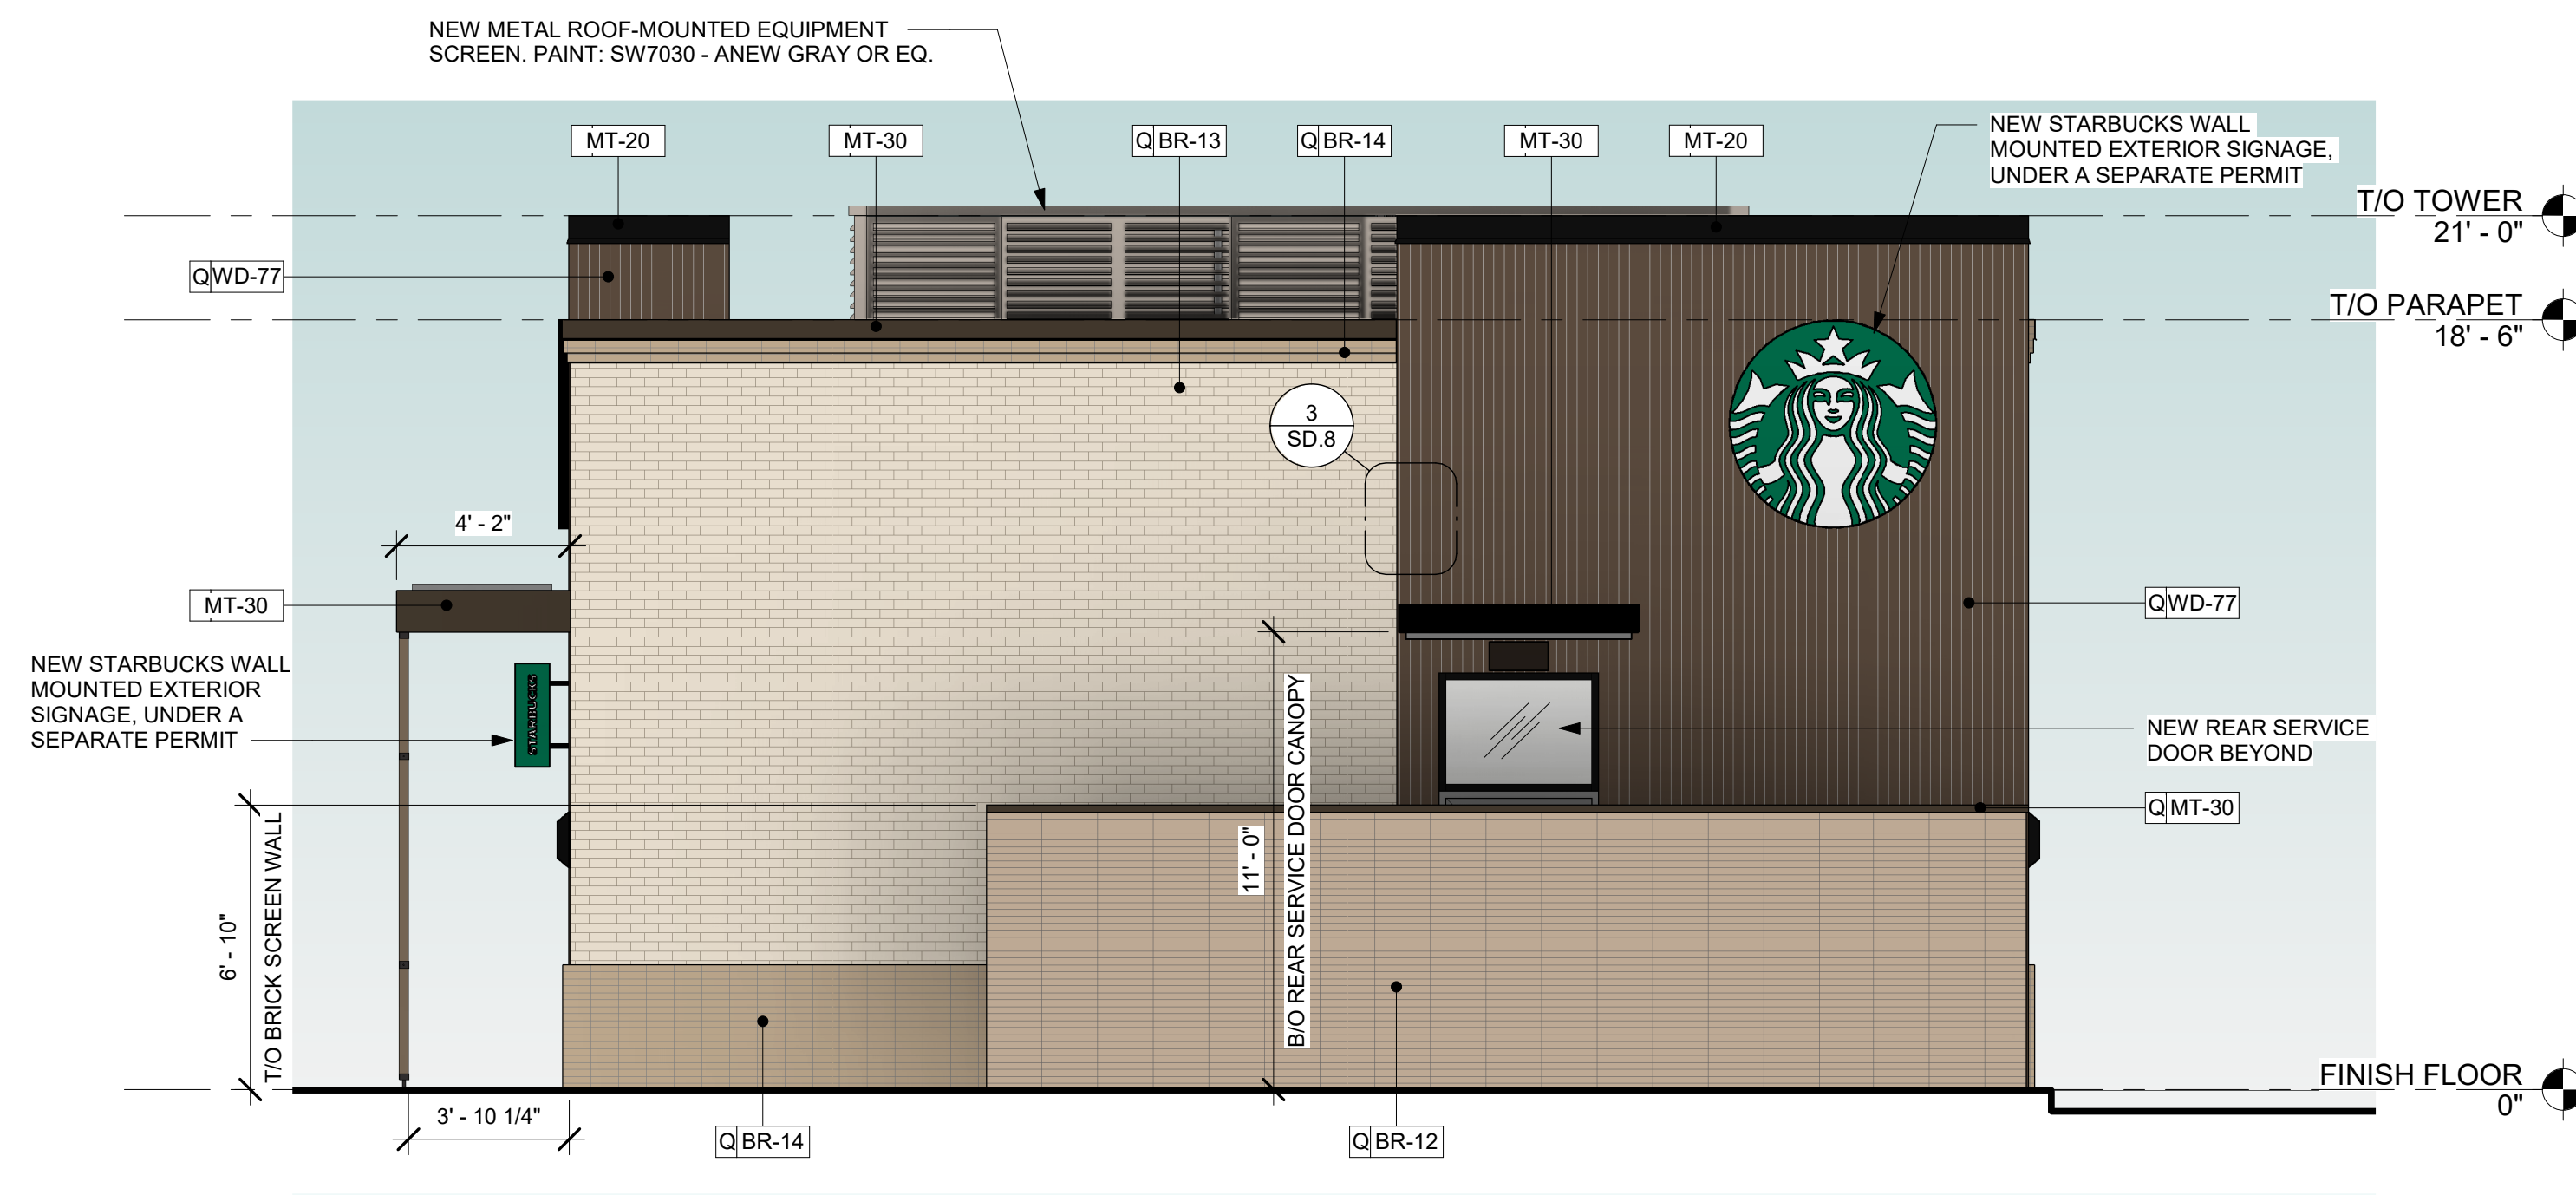 NEW METAL ROOF-MOUNTED EQUIPMENT
SCREEN. PAINT: SW7030 - ANEW GRAY OR EQ.
MT-20
MT-30
Q BR-13
Q BR-14
MT-30
MT-20
NEW STARBUCKS WALL
MOUNTED EXTERIOR SIGNAGE,
UNDER A SEPARATE PERMIT
T/O TOWER
21' - 0"
Q WD-77
T/O PARAPET
18' - 6"
3
SD.8
4' - 2"
MT-30
Q WD-77
NEW STARBUCKS WALL
MOUNTED EXTERIOR
SIGNAGE, UNDER A
SEPARATE PERMIT
STARBUCKS
NEW REAR SERVICE
DOOR BEYOND
Q MT-30
6' - 10"
T/O BRICK SCREEN WALL
11' - 0"
B/O REAR SERVICE DOOR CANOPY
FINISH FLOOR
0"
3' - 10 1/4"
Q BR-14
Q BR-12